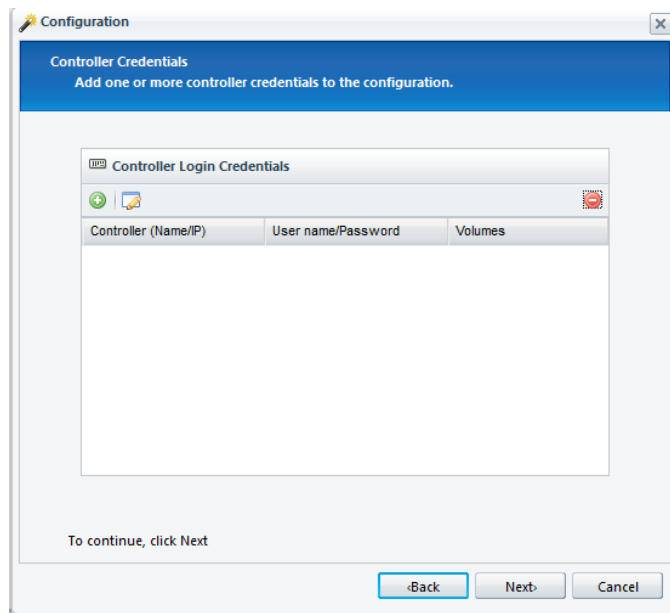 Configuration
Controller Credentials
Add one or more controller credentials to the configuration.
Controller Login Credentials
Controller (Name/IP) User name/Password Volumes
To continue, click Next
‹Back Next› Cancel